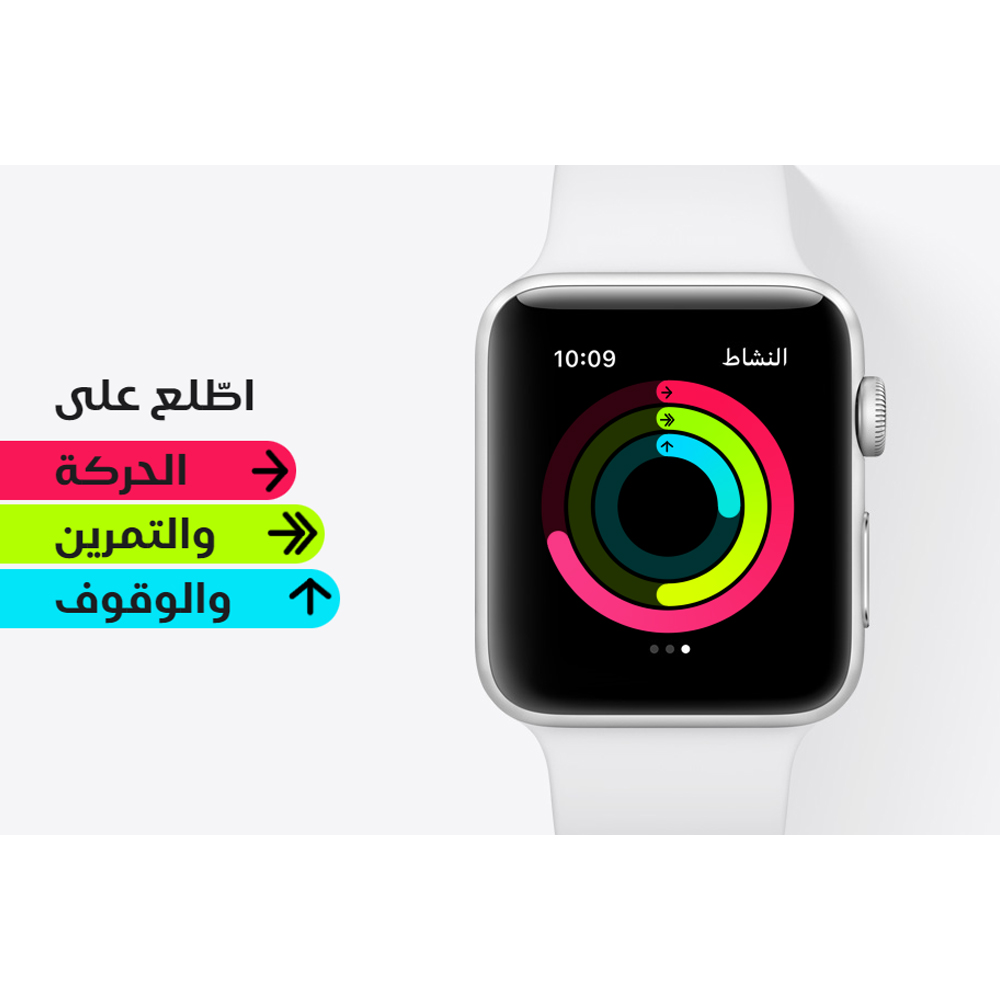 اطّلع على
الحركة
والتمرين
والوقوف
النشاط 10:09